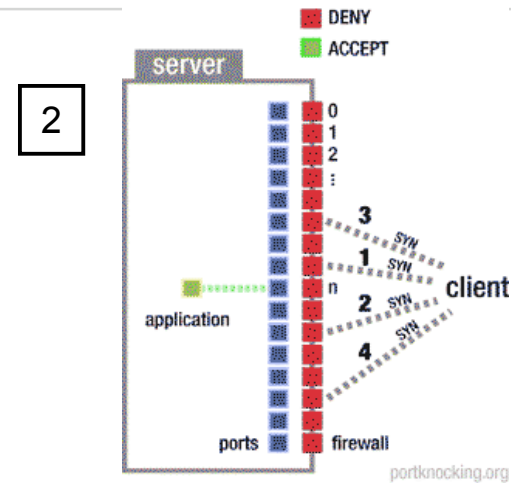 DENY
ACCEPT
server
2
0
1
2
⋮
3
SYN
1
SYN
n
client
2
SYN
application
4
SYN
ports
firewall
portknocking.org